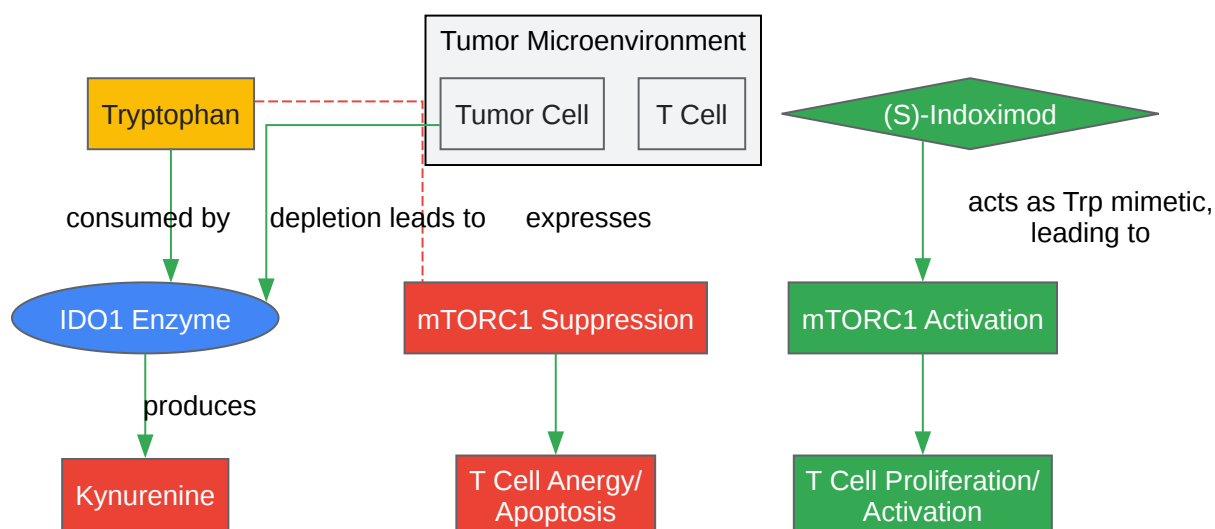 Tumor Microenvironment
Tryptophan
Tumor Cell
T Cell
(S)-Indoximod
consumed by
depletion leads to
expresses
acts as Trp mimetic,
leading to
IDO1 Enzyme
mTORC1 Suppression
mTORC1 Activation
produces
Kynurenine
T Cell Anergy/
Apoptosis
T Cell Proliferation/
Activation